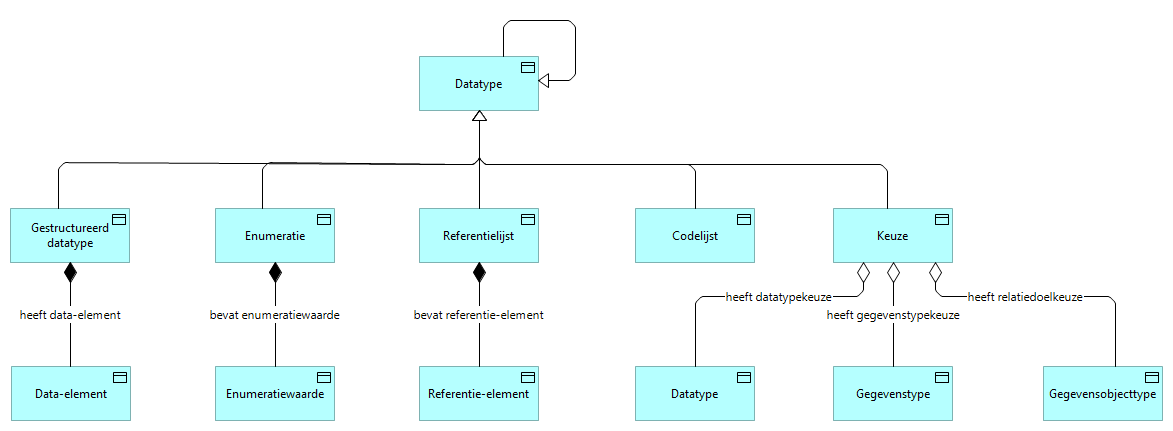 Datatype
Gestructureerd
datatype
Enumeratie
Referentielijst
Codelijst
Keuze
heeft data-element
bevat enumeratiewaarde
bevat referentie-element
heeft datatypekeuze
heeft gegevenstypekeuze
heeft relatiedoelkeuze
Data-element
Enumeratiewaarde
Referentie-element
Datatype
Gegevenstype
Gegevensobjecttype